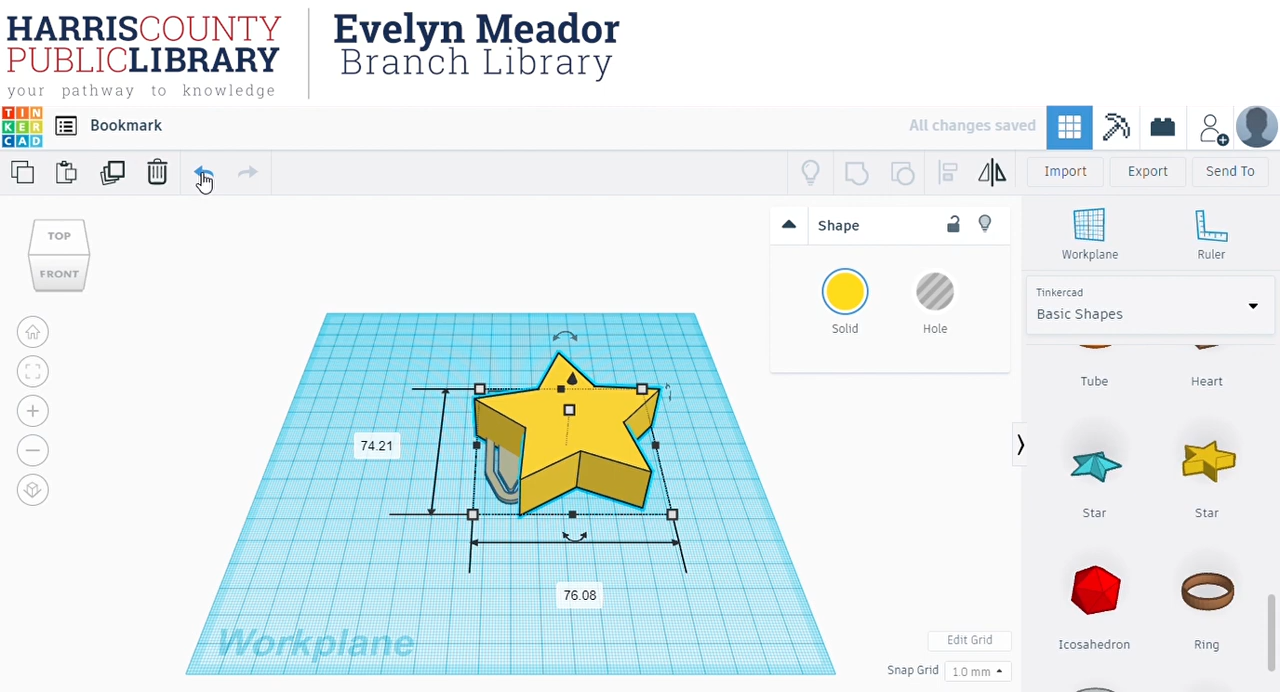 HARRISCOUNTY
PUBLICLIBRARY
your pathway to knowledge
Evelyn Meador
Branch Library
TIN
KER
CAD
Bookmark
All changes saved
Import
Export
Send To
TOP
FRONT
Shape
Solid
Hole
Workplane
Ruler
Tinkercad
Basic Shapes
Tube
Heart
74.21
Star
Star
76.08
Icosahedron
Ring
Workplane
Edit Grid
Snap Grid
1.0 mm